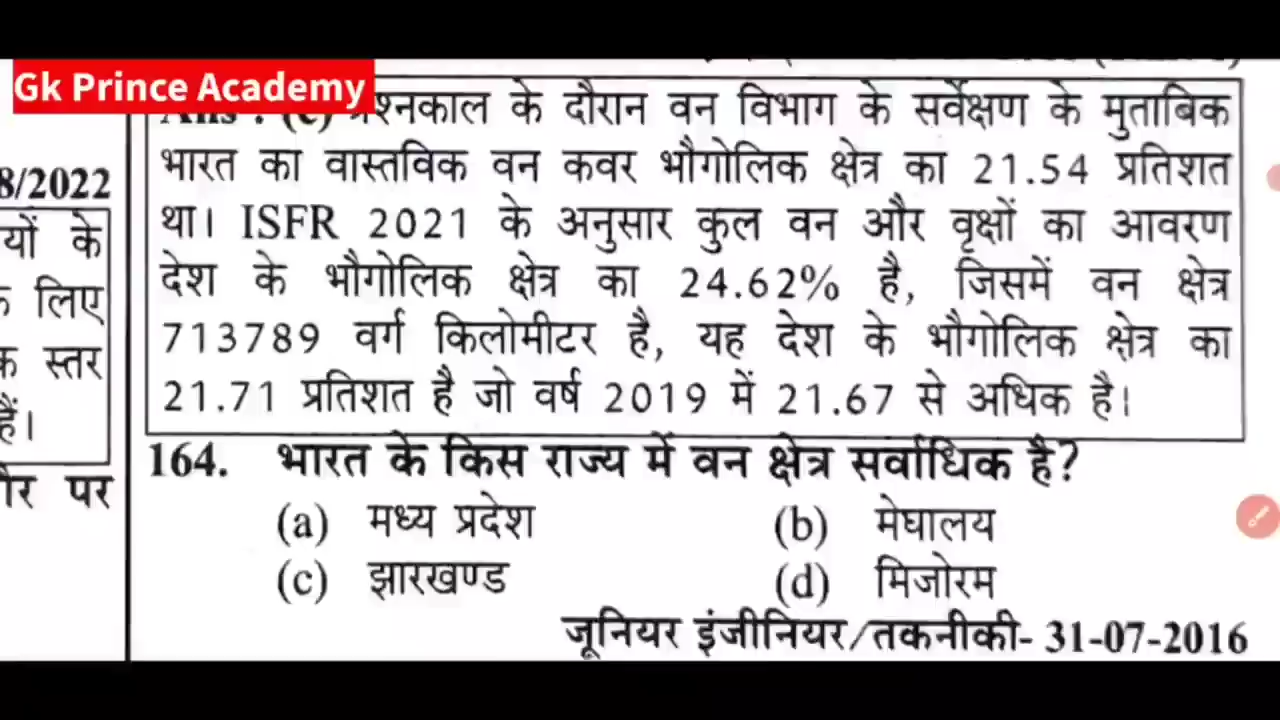 Gk Prince Academy
Ans : (c) प्रश्नकाल के दौरान वन विभाग के सर्वेक्षण के मुताबिक
भारत का वास्तविक वन कवर भौगोलिक क्षेत्र का 21.54 प्रतिशत
था। ISFR 2021 के अनुसार कुल वन और वृक्षों का आवरण
देश के भौगोलिक क्षेत्र का 24.62% है, जिसमें वन क्षेत्र
713789 वर्ग किलोमीटर है, यह देश के भौगोलिक क्षेत्र का
21.71 प्रतिशत है जो वर्ष 2019 में 21.67 से अधिक है।
164. भारत के किस राज्य में वन क्षेत्र सर्वाधिक है?
(a) मध्य प्रदेश (b) मेघालय
(c) झारखण्ड (d) मिजोरम
जूनियर इंजीनियर/तकनीकी- 31-07-2016
8/2022
यों के
लिए
स्तर
हैं।
पर